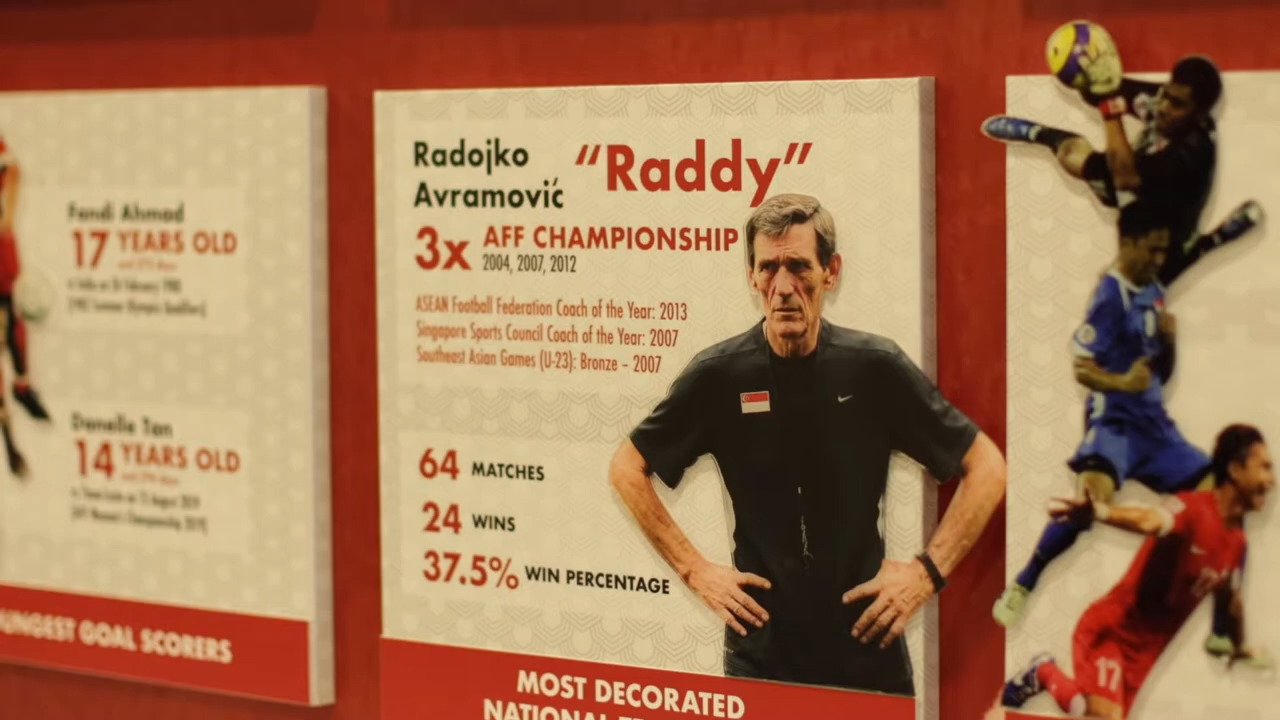 Fandi Ahmad
17 YEARS OLD
Danelle Tan
14 YEARS OLD
GOAL SCORERS
Radojko
Avramović
“Raddy”
3x AFF CHAMPIONSHIP
2004, 2007, 2012
ASEAN Football Federation Coach of the Year: 2013
Singapore Sports Council Coach of the Year: 2007
Southeast Asian Games (U-23): Bronze – 2007
64 MATCHES
24 WINS
37.5% WIN PERCENTAGE
MOST DECORATED
NATIONAL
17